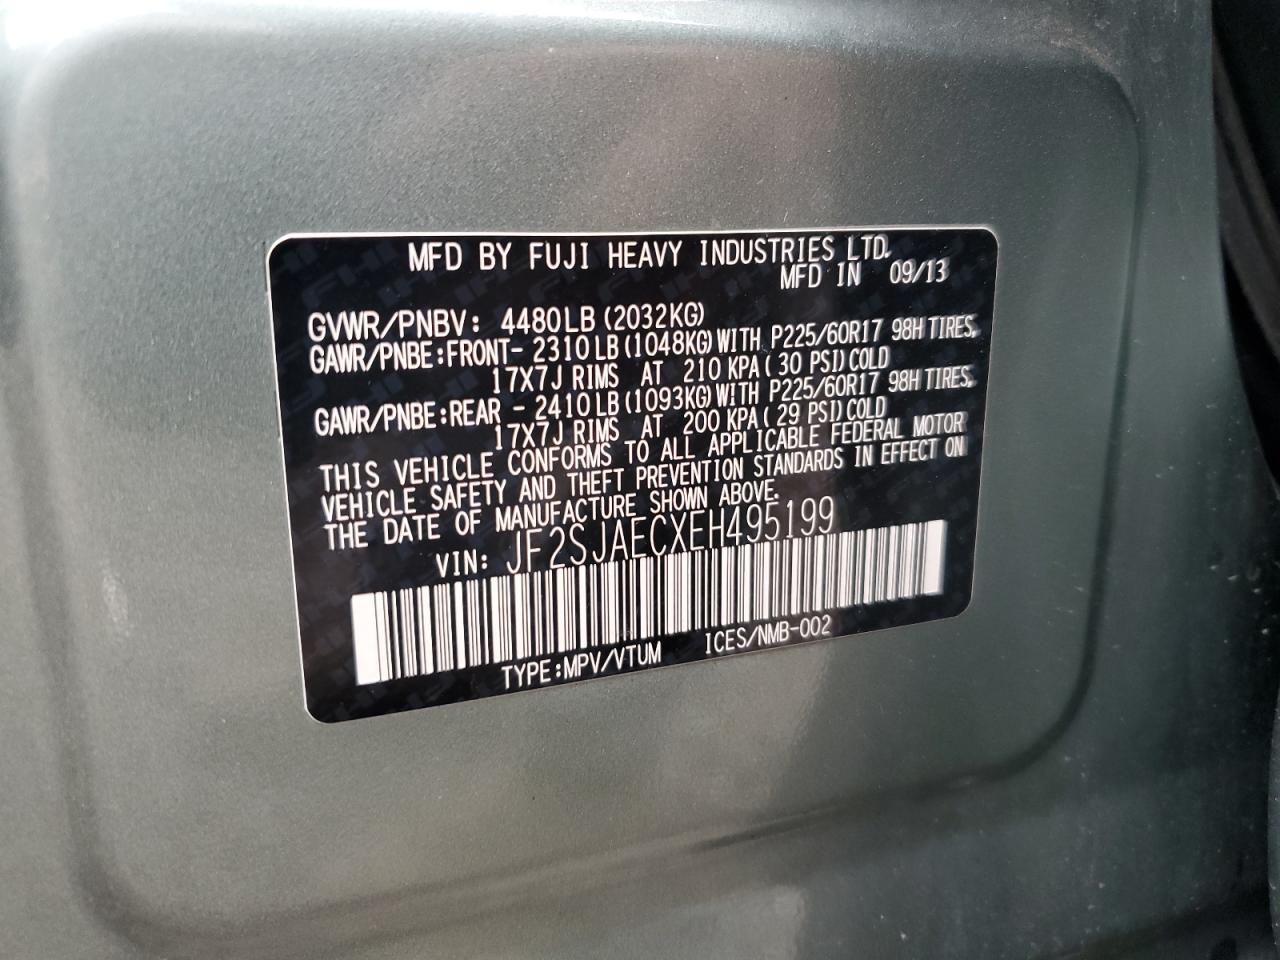 MFD BY FUJI HEAVY INDUSTRIES LTD.
MFD IN 09/13
GVWR/PNBV: 4480LB (2032KG)
GAWR/PNBE:FRONT- 2310LB (1048KG) WITH P225/60R17 98H TIRES,
17X7J RIMS AT 210 KPA( 30 PSI)COLD
GAWR/PNBE:REAR - 2410LB (1093KG) WITH P225/60R17 98H TIRES,
17X7J RIMS AT 200 KPA( 29 PSI)COLD
THIS VEHICLE CONFORMS TO ALL APPLICABLE FEDERAL MOTOR
VEHICLE SAFETY AND THEFT PREVENTION STANDARDS IN EFFECT ON
THE DATE OF MANUFACTURE SHOWN ABOVE.
VIN: JF2SJAECXEH495199
TYPE:MPV/VTUM ICES/NMB-002